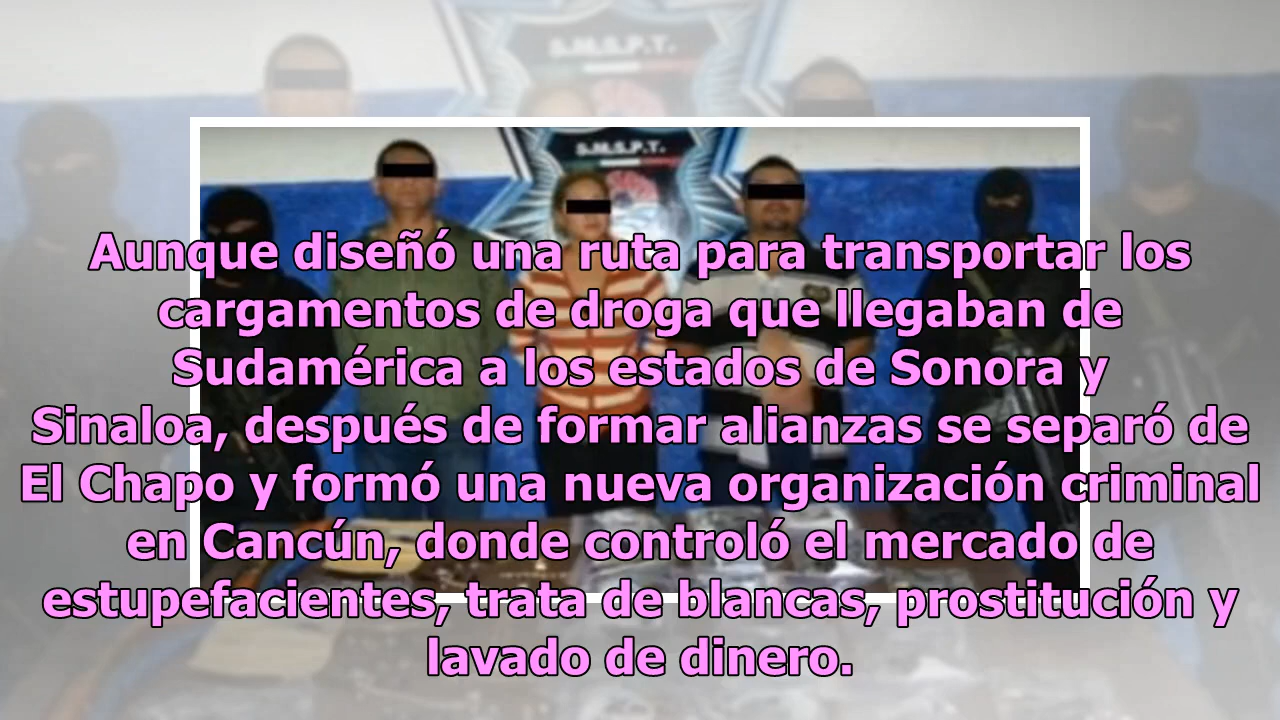 S.M.S.P.T.
S.M.S.P.T.
Aunque diseñó una ruta para transportar los
cargamentos de droga que llegaban de
Sudamérica a los estados de Sonora y
Sinaloa, después de formar alianzas se separó de
El Chapo y formó una nueva organización criminal
en Cancún, donde controló el mercado de
estupefacientes, trata de blancas, prostitución y
lavado de dinero.